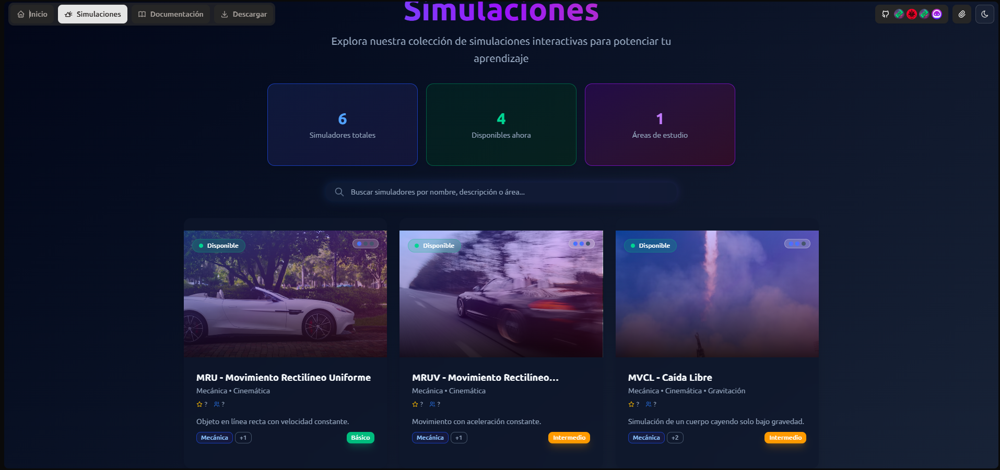 Inicio
Simulaciones
Documentación
Descargar
Simulaciones
Explora nuestra colección de simulaciones interactivas para potenciar tu
aprendizaje
6
Simuladores totales
4
Disponibles ahora
1
Áreas de estudio
Buscar simuladores por nombre, descripción o área...
Disponible
MRU - Movimiento Rectilíneo Uniforme
Mecánica • Cinemática
? ?
Objeto en línea recta con velocidad constante.
Mecánica +1 Básico
Disponible
MRUV - Movimiento Rectilíneo...
Mecánica • Cinemática
? ?
Movimiento con aceleración constante.
Mecánica +1 Intermedio
Disponible
MVCL - Caída Libre
Mecánica • Cinemática • Gravitación
? ?
Simulación de un cuerpo cayendo solo bajo gravedad.
Mecánica +2 Intermedio